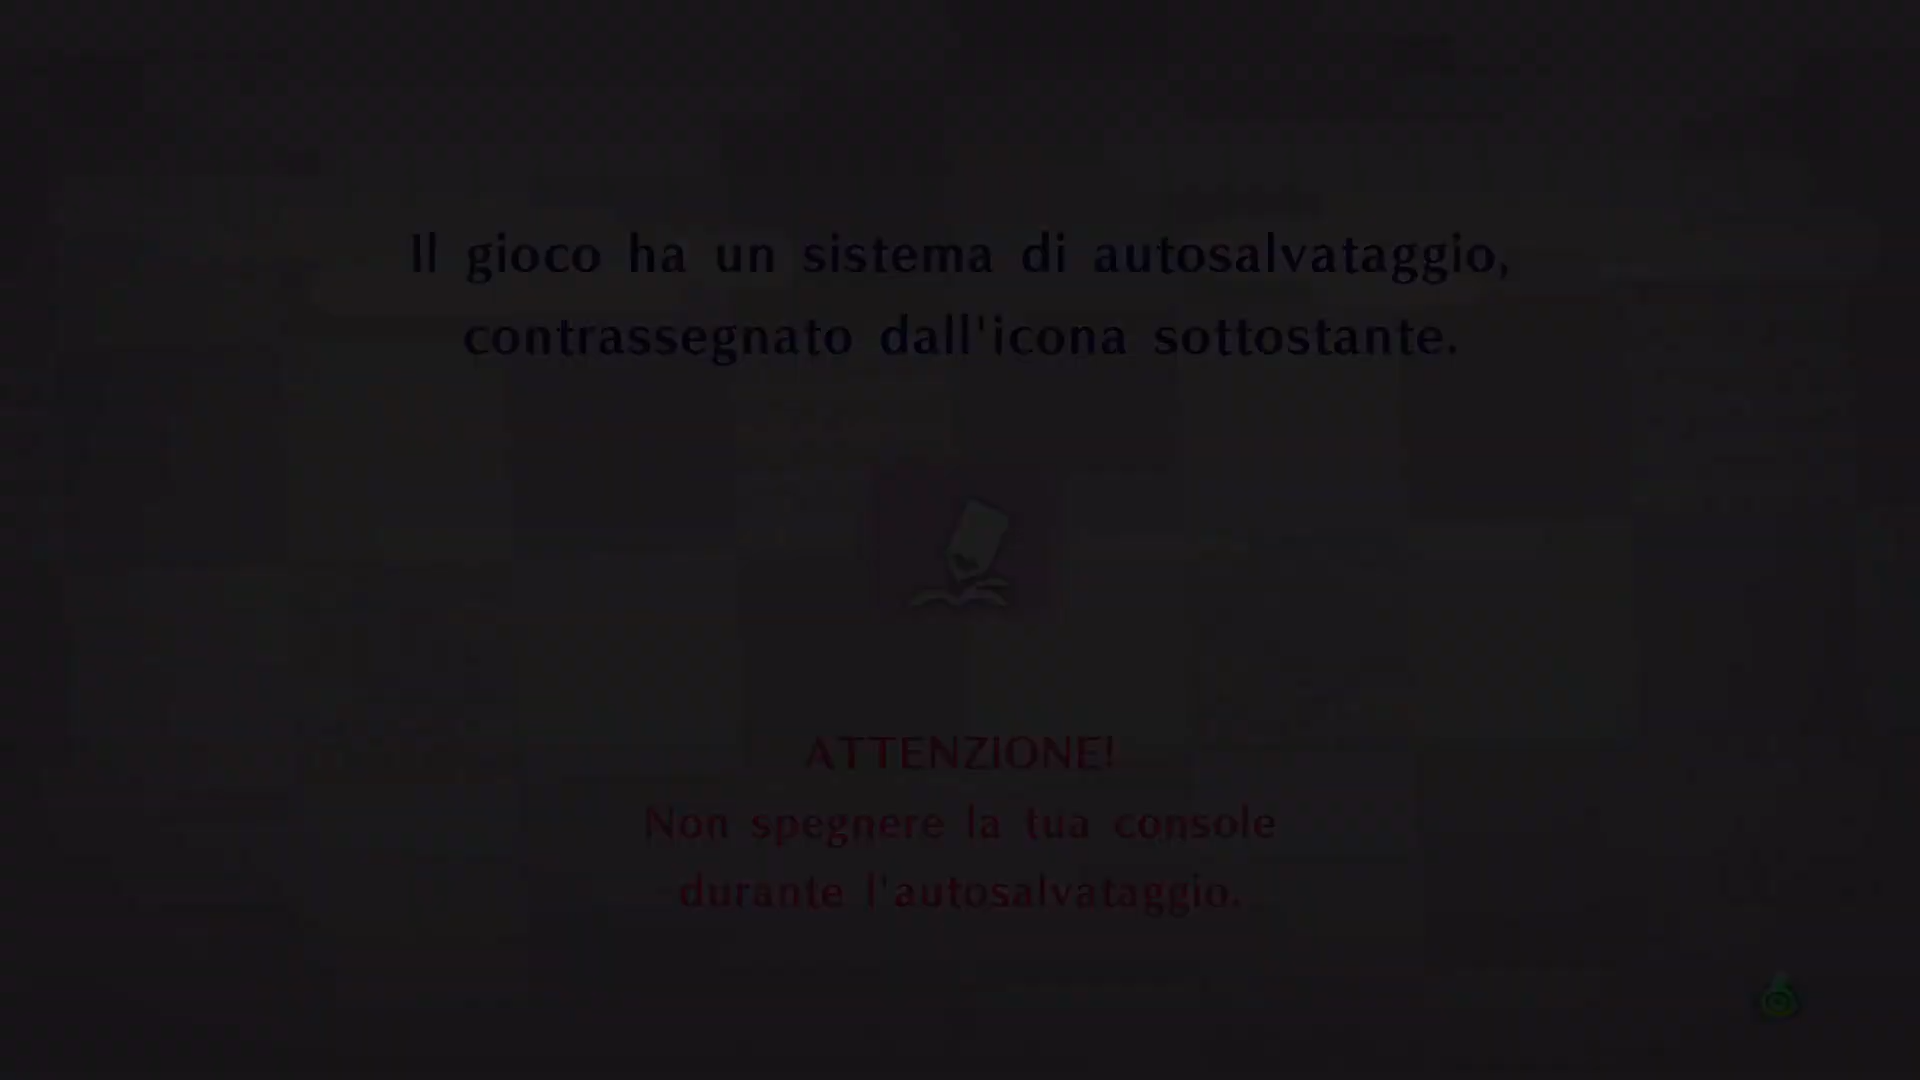 Il gioco ha un sistema di autosalvataggio,
contrassegnato dall'icona sottostante.
ATTENZIONE!
Non spegnere la tua console
durante l'autosalvataggio.